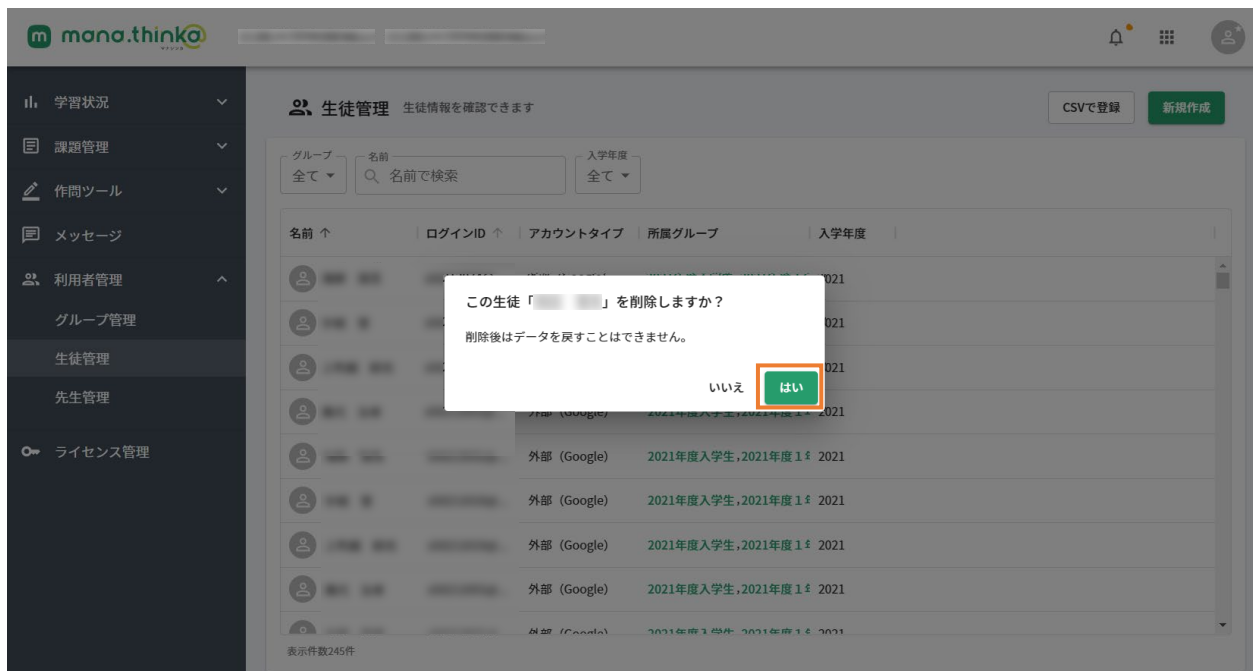 mana.think@
マナシンカ
学習状況
課題管理
作問ツール
メッセージ
利用者管理
グループ管理
生徒管理
先生管理
ライセンス管理
生徒管理 生徒情報を確認できます
CSVで登録 新規作成
グループ 名前 入学年度
全て 名前で検索 全て
名前 ↑ ログインID ↑ アカウントタイプ 所属グループ 入学年度
2021
この生徒「 」を削除しますか？
削除後はデータを戻すことはできません。
いいえ はい
2021
外部 (Google) 2021年度入学生,2021年度1年 2021
外部 (Google) 2021年度入学生,2021年度1年 2021
外部 (Google) 2021年度入学生,2021年度1年 2021
外部 (Google) 2021年度入学生,2021年度1年 2021
外部 (Google) 2021年度入学生,2021年度1年 2021
表示件数245件